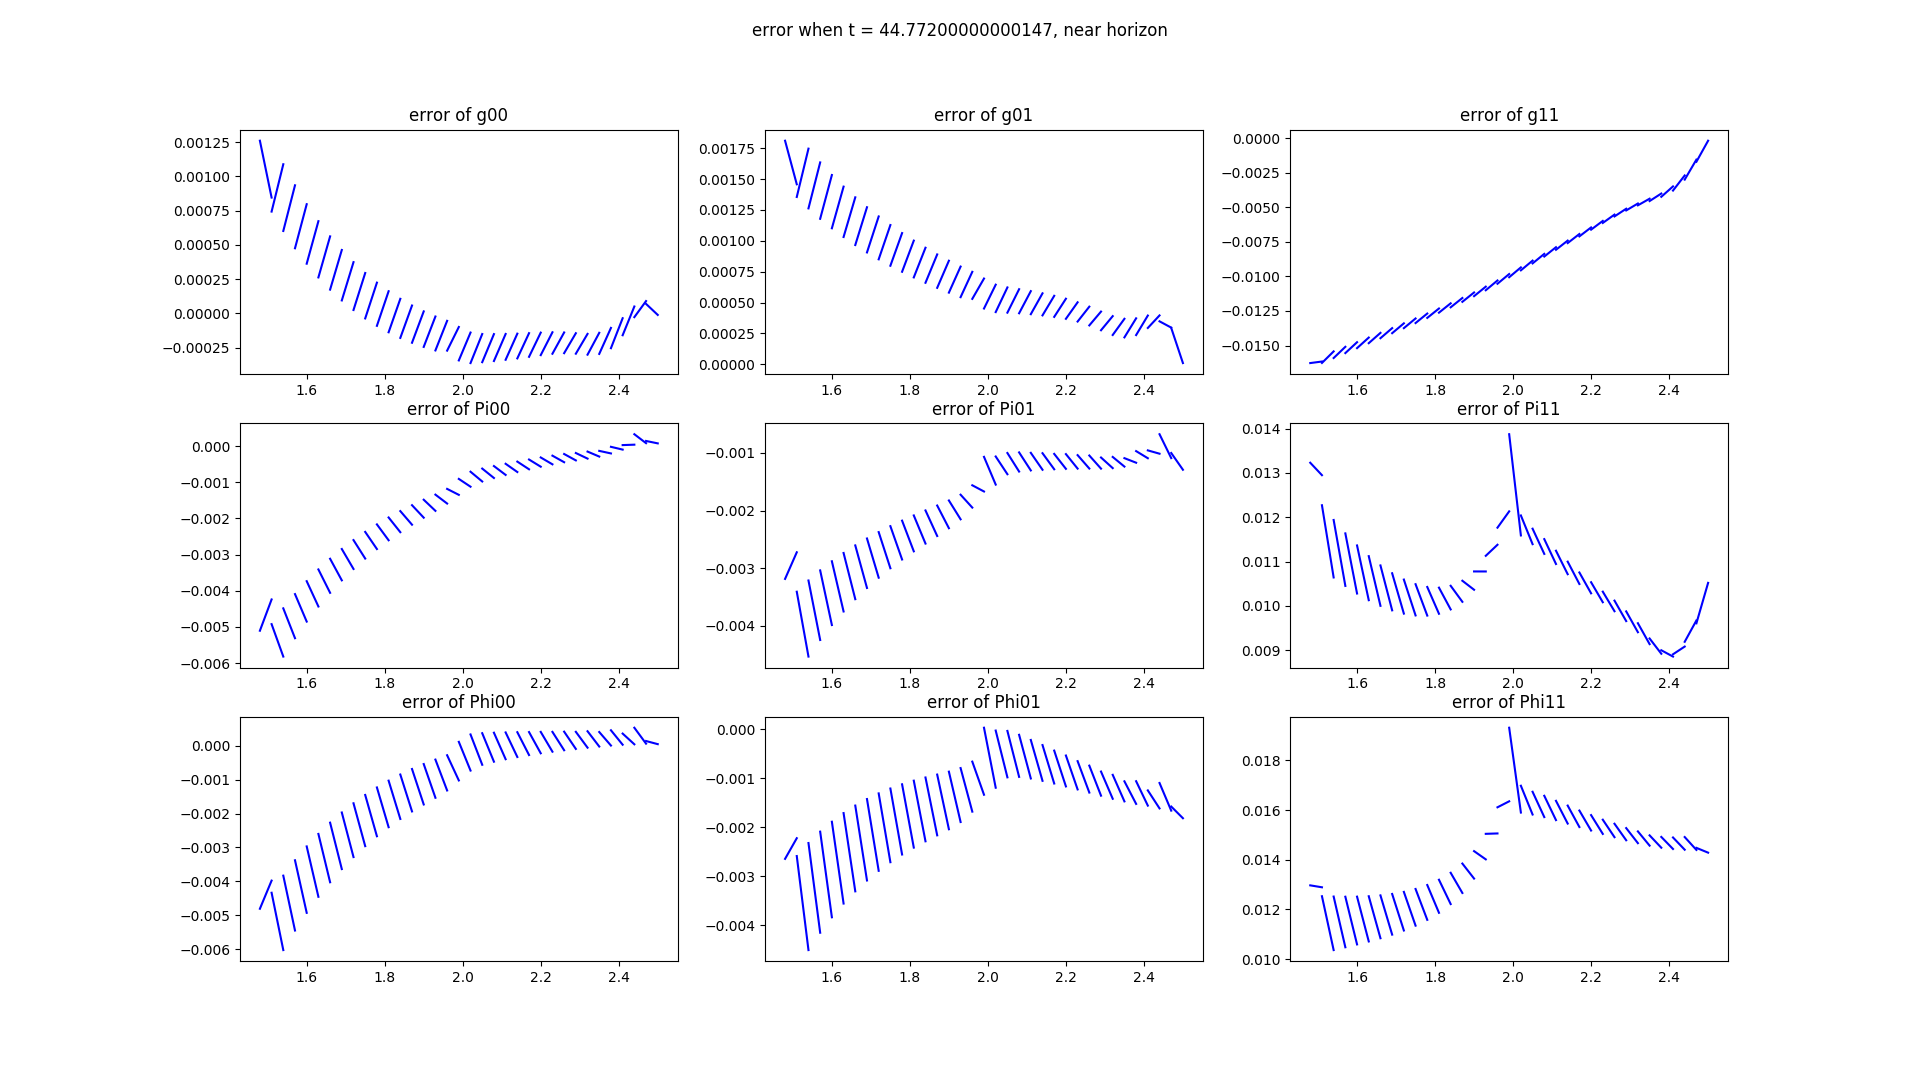 error when t = 44.77200000000147, near horizon
error of g00
error of g01
error of g11
0.00125
0.00100
0.00075
0.00050
0.00025
0.00000
−0.00025
1.6 1.8 2.0 2.2 2.4
0.00175
0.00150
0.00125
0.00100
0.00075
0.00050
0.00025
0.00000
1.6 1.8 2.0 2.2 2.4
0.0000
−0.0025
−0.0050
−0.0075
−0.0100
−0.0125
−0.0150
1.6 1.8 2.0 2.2 2.4
error of Pi00
error of Pi01
error of Pi11
0.000
−0.001
−0.002
−0.003
−0.004
−0.005
−0.006
1.6 1.8 2.0 2.2 2.4
−0.001
−0.002
−0.003
−0.004
1.6 1.8 2.0 2.2 2.4
0.014
0.013
0.012
0.011
0.010
0.009
1.6 1.8 2.0 2.2 2.4
error of Phi00
error of Phi01
error of Phi11
0.000
−0.001
−0.002
−0.003
−0.004
−0.005
−0.006
1.6 1.8 2.0 2.2 2.4
0.000
−0.001
−0.002
−0.003
−0.004
1.6 1.8 2.0 2.2 2.4
0.018
0.016
0.014
0.012
0.010
1.6 1.8 2.0 2.2 2.4